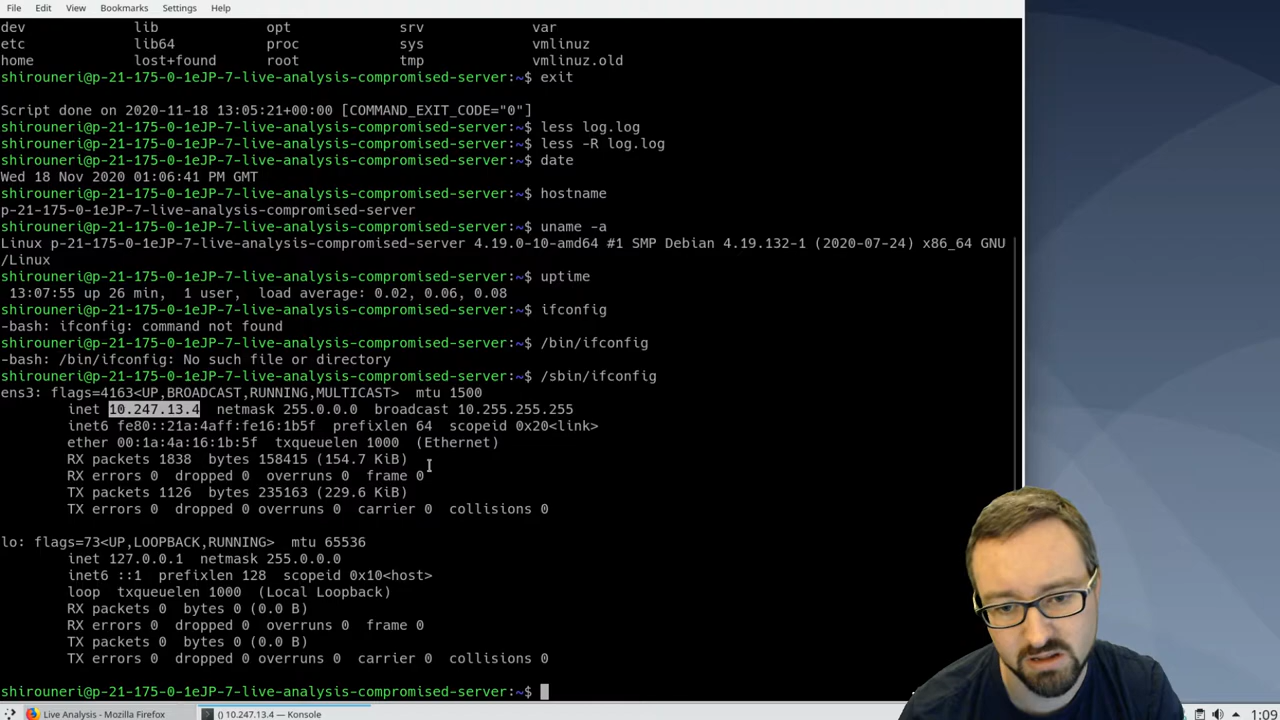 File Edit View Bookmarks Settings Help
dev lib opt srv var
etc lib64 proc sys vmlinuz
home lost+found root tmp vmlinuz.old
shirouneri@p-21-175-0-1eJP-7-live-analysis-compromised-server:~$ exit
Script done on 2020-11-18 13:05:21+00:00 [COMMAND_EXIT_CODE="0"]
shirouneri@p-21-175-0-1eJP-7-live-analysis-compromised-server:~$ less log.log
shirouneri@p-21-175-0-1eJP-7-live-analysis-compromised-server:~$ less -R log.log
shirouneri@p-21-175-0-1eJP-7-live-analysis-compromised-server:~$ date
Wed 18 Nov 2020 01:06:41 PM GMT
shirouneri@p-21-175-0-1eJP-7-live-analysis-compromised-server:~$ hostname
p-21-175-0-1eJP-7-live-analysis-compromised-server
shirouneri@p-21-175-0-1eJP-7-live-analysis-compromised-server:~$ uname -a
Linux p-21-175-0-1eJP-7-live-analysis-compromised-server 4.19.0-10-amd64 #1 SMP Debian 4.19.132-1 (2020-07-24) x86_64 GNU
/Linux
shirouneri@p-21-175-0-1eJP-7-live-analysis-compromised-server:~$ uptime
13:07:55 up 26 min, 1 user, load average: 0.02, 0.06, 0.08
shirouneri@p-21-175-0-1eJP-7-live-analysis-compromised-server:~$ ifconfig
-bash: ifconfig: command not found
shirouneri@p-21-175-0-1eJP-7-live-analysis-compromised-server:~$ /bin/ifconfig
-bash: /bin/ifconfig: No such file or directory
shirouneri@p-21-175-0-1eJP-7-live-analysis-compromised-server:~$ /sbin/ifconfig
ens3: flags=4163<UP,BROADCAST,RUNNING,MULTICAST> mtu 1500
inet 10.247.13.4 netmask 255.0.0.0 broadcast 10.255.255.255
inet6 fe80::21a:4aff:fe16:1b5f prefixlen 64 scopeid 0x20<link>
ether 00:1a:4a:16:1b:5f txqueuelen 1000 (Ethernet)
RX packets 1838 bytes 158415 (154.7 KiB)
RX errors 0 dropped 0 overruns 0 frame 0
TX packets 1126 bytes 235163 (229.6 KiB)
TX errors 0 dropped 0 overruns 0 carrier 0 collisions 0
lo: flags=73<UP,LOOPBACK,RUNNING> mtu 65536
inet 127.0.0.1 netmask 255.0.0.0
inet6 ::1 prefixlen 128 scopeid 0x10<host>
loop txqueuelen 1000 (Local Loopback)
RX packets 0 bytes 0 (0.0 B)
RX errors 0 dropped 0 overruns 0 frame 0
TX packets 0 bytes 0 (0.0 B)
TX errors 0 dropped 0 overruns 0 carrier 0 collisions 0
shirouneri@p-21-175-0-1eJP-7-live-analysis-compromised-server:~$
Live Analysis - Mozilla Firefox () 10.247.13.4 — Konsole 1:09